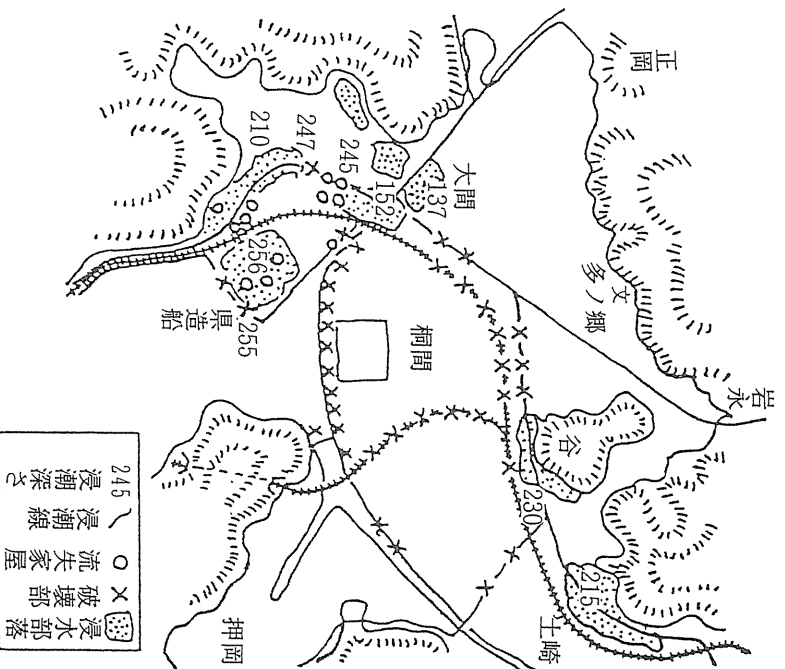 正岡
大間
137
152
245
247
210
256
255
県造船
桐間
文
多ノ郷
岩永
谷
230
215
土崎
押岡
245 浸潮深さ
浸潮線
流失家屋
破壊部
浸水部落